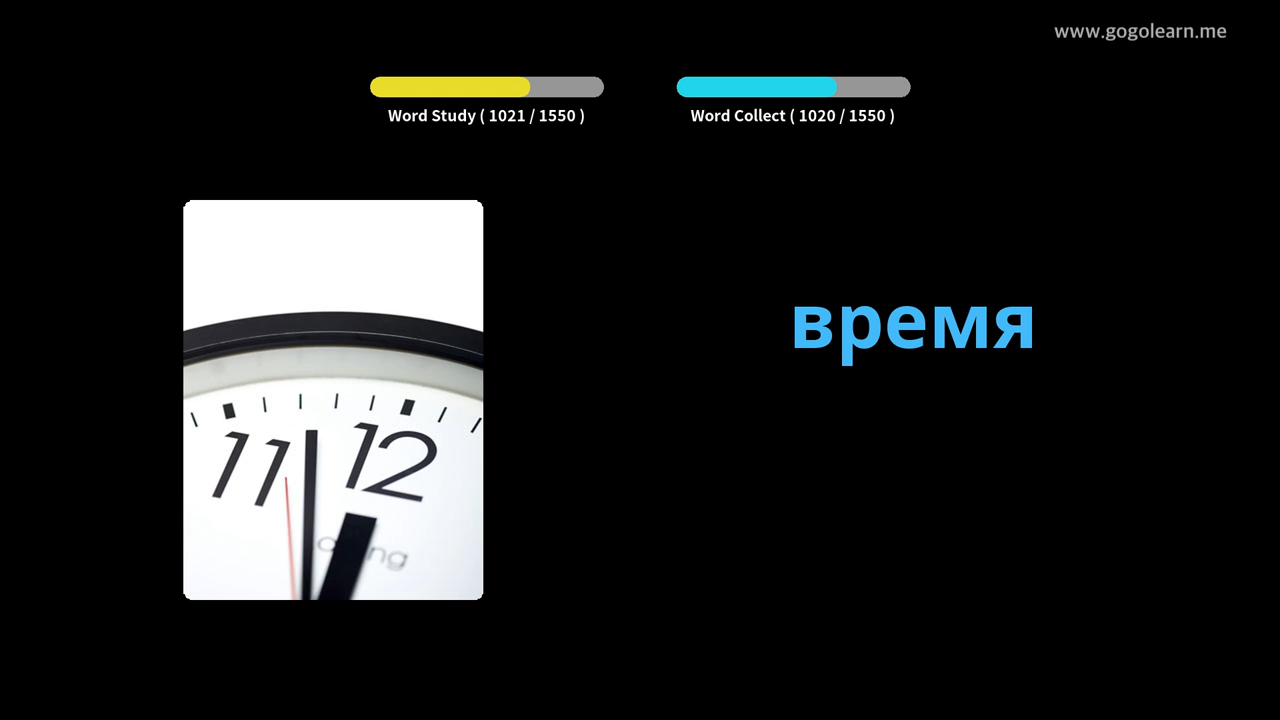 www.gogolearn.me
Word Study ( 1021 / 1550 )
Word Collect ( 1020 / 1550 )
время
11
12